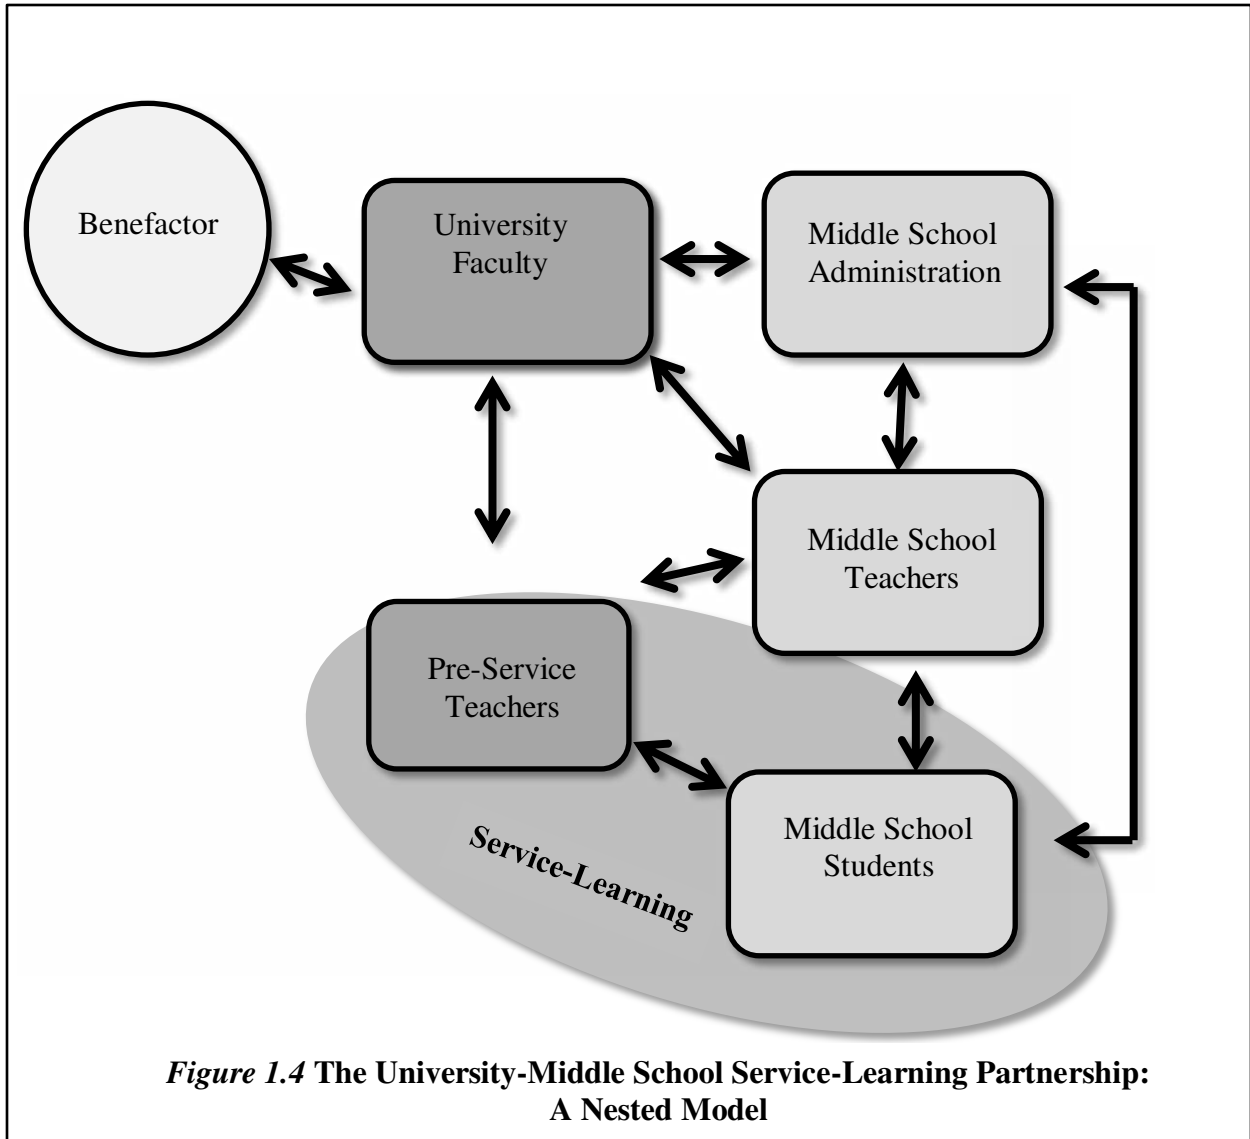 Benefactor
University
Faculty
Middle School
Administration
Middle School
Teachers
Pre-Service
Teachers
Middle School
Students
Service-Learning
Figure 1.4 The University-Middle School Service-Learning Partnership:
A Nested Model